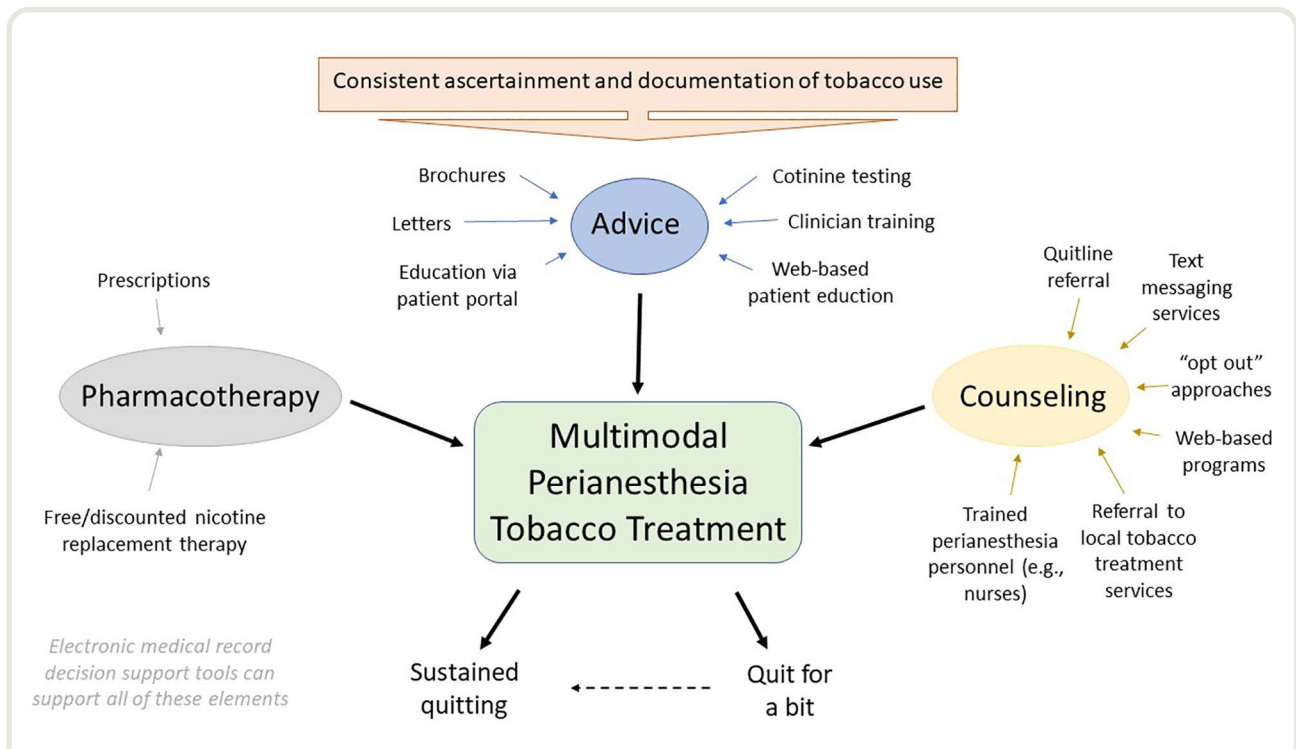 Consistent ascertainment and documentation of tobacco use
Brochures
Letters
Education via
patient portal
Advice
Cotinine testing
Clinician training
Web-based
patient eduction
Prescriptions
Pharmacotherapy
Free/discounted nicotine
replacement therapy
Quitline
referral
Text
messaging
services
"opt out"
approaches
Counseling
Web-based
programs
Trained
perianesthesia
personnel (e.g.,
nurses)
Referral to
local tobacco
treatment
services
Multimodal
Perianesthesia
Tobacco Treatment
Electronic medical record
decision support tools can
support all of these elements
Sustained
quitting
Quit for
a bit